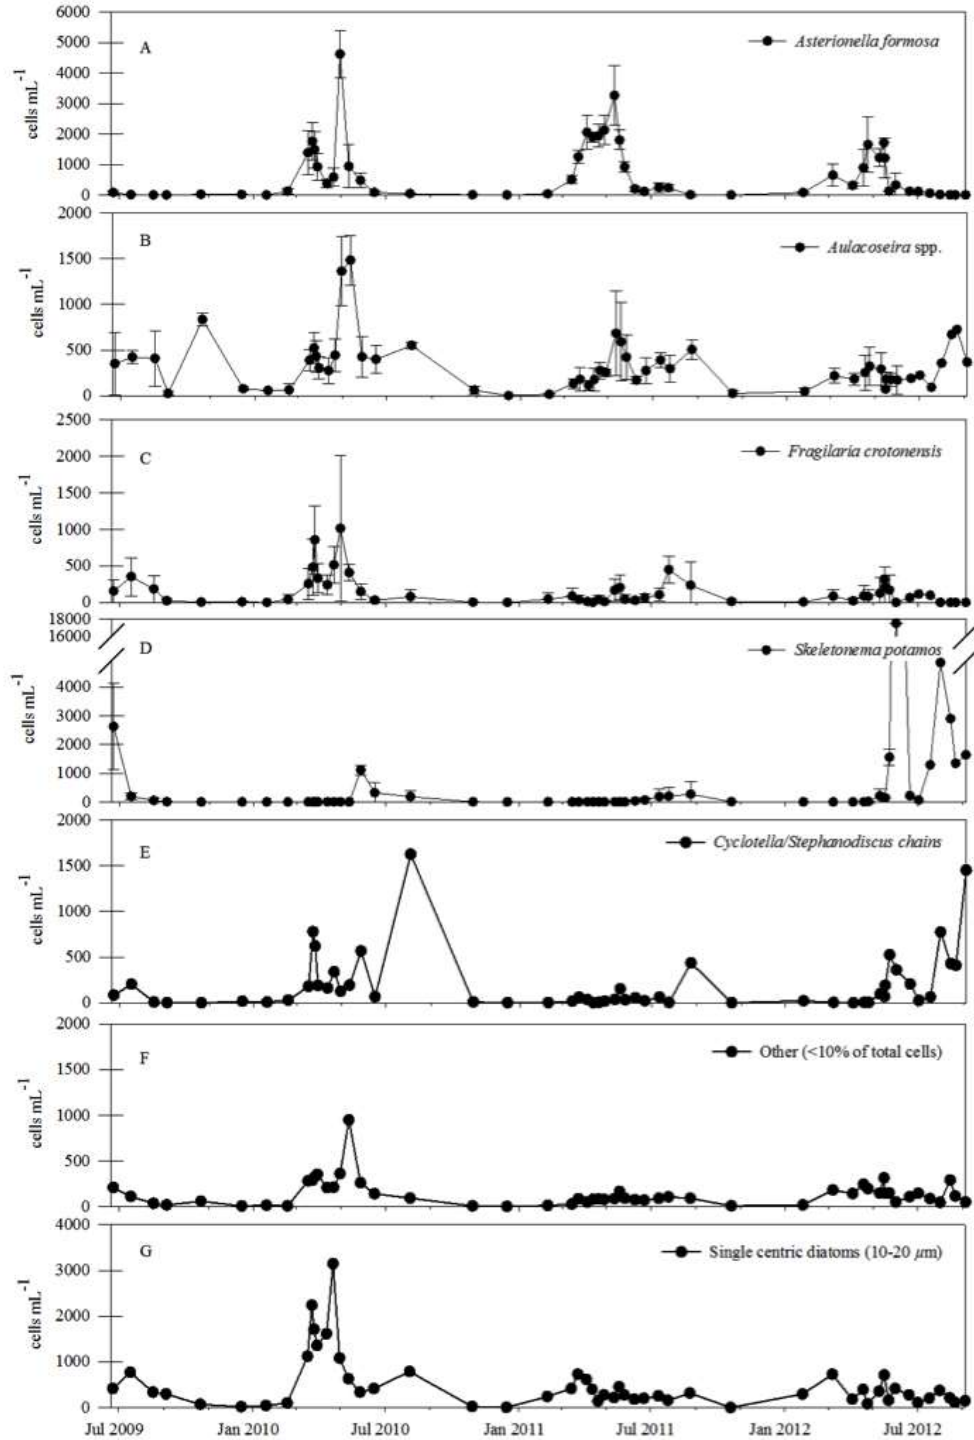 6000
A
Asterionella formosa
5000
4000
3000
2000
1000
0
cells mL-1
2000
B
Aulacoseira spp.
1500
1000
500
0
cells mL-1
2500
C
Fragilaria crotonensis
2000
1500
1000
500
0
cells mL-1
18000
16000
D
Skeletonema potamos
4000
3000
2000
1000
0
cells mL-1
2000
E
Cyclotella/Stephanodiscus chains
1500
1000
500
0
cells mL-1
2000
F
Other (<10% of total cells)
1500
1000
500
0
cells mL-1
4000
G
Single centric diatoms (10-20 µm)
3000
2000
1000
0
cells mL-1
Jul 2009 Jan 2010 Jul 2010 Jan 2011 Jul 2011 Jan 2012 Jul 2012